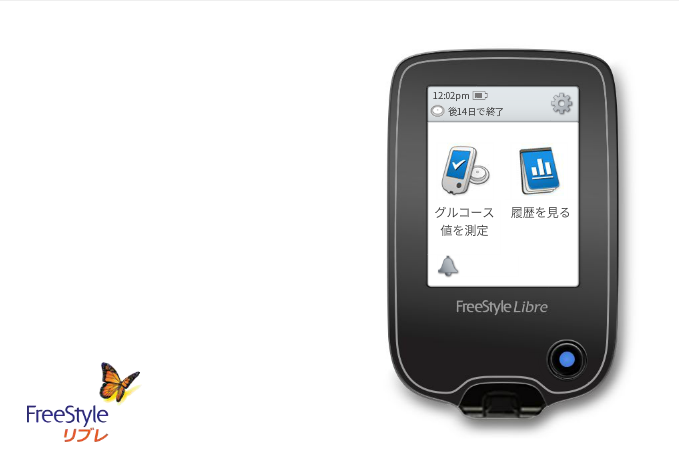 12:02pm
後14日で終了
グルコース
値を測定
履歴を見る
FreeStyle Libre
FreeStyle
リブレ